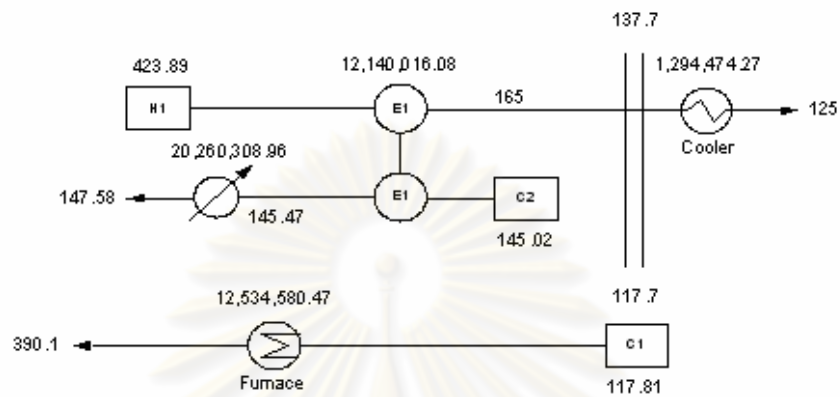 137.7
423.89 12,140,016.08 1,294,474.27
H1 E1 165 125
Cooler
20,260,308.96
147.58 145.47 E1 C2
145.02
12,534,580.47 117.7
390.1 C1
Furnace 117.81